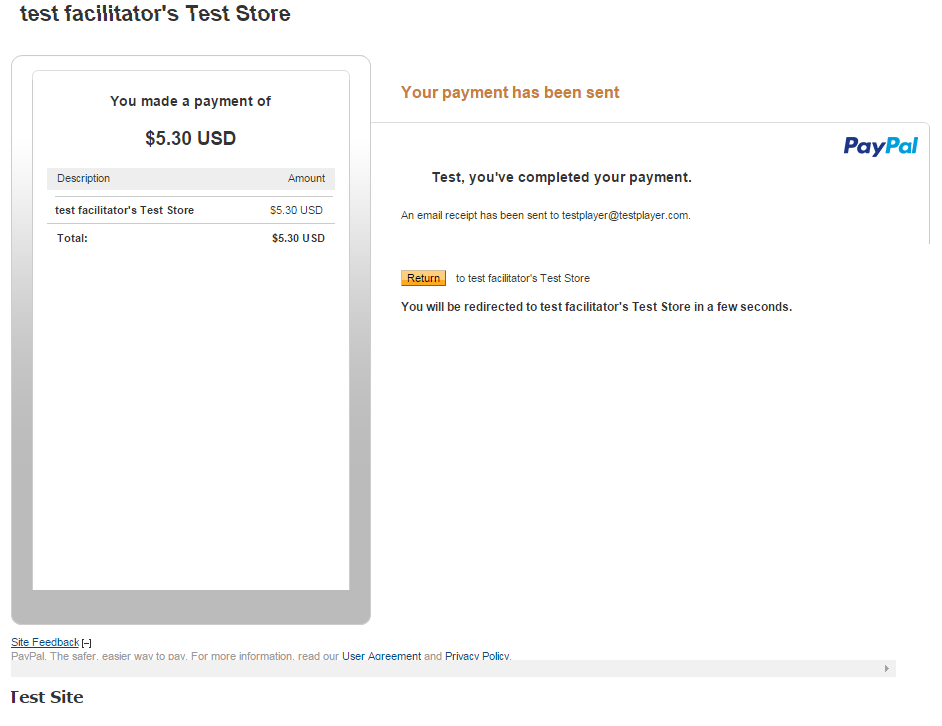 test facilitator's Test Store
You made a payment of
$5.30 USD
Description Amount
test facilitator's Test Store $5.30 USD
Total: $5.30 USD
Your payment has been sent
PayPal
Test, you've completed your payment.
An email receipt has been sent to testplayer@testplayer.com.
Return to test facilitator's Test Store
You will be redirected to test facilitator's Test Store in a few seconds.
Site Feedback [–]
PayPal. The safer, easier way to pay. For more information, read our User Agreement and Privacy Policy.
Test Site